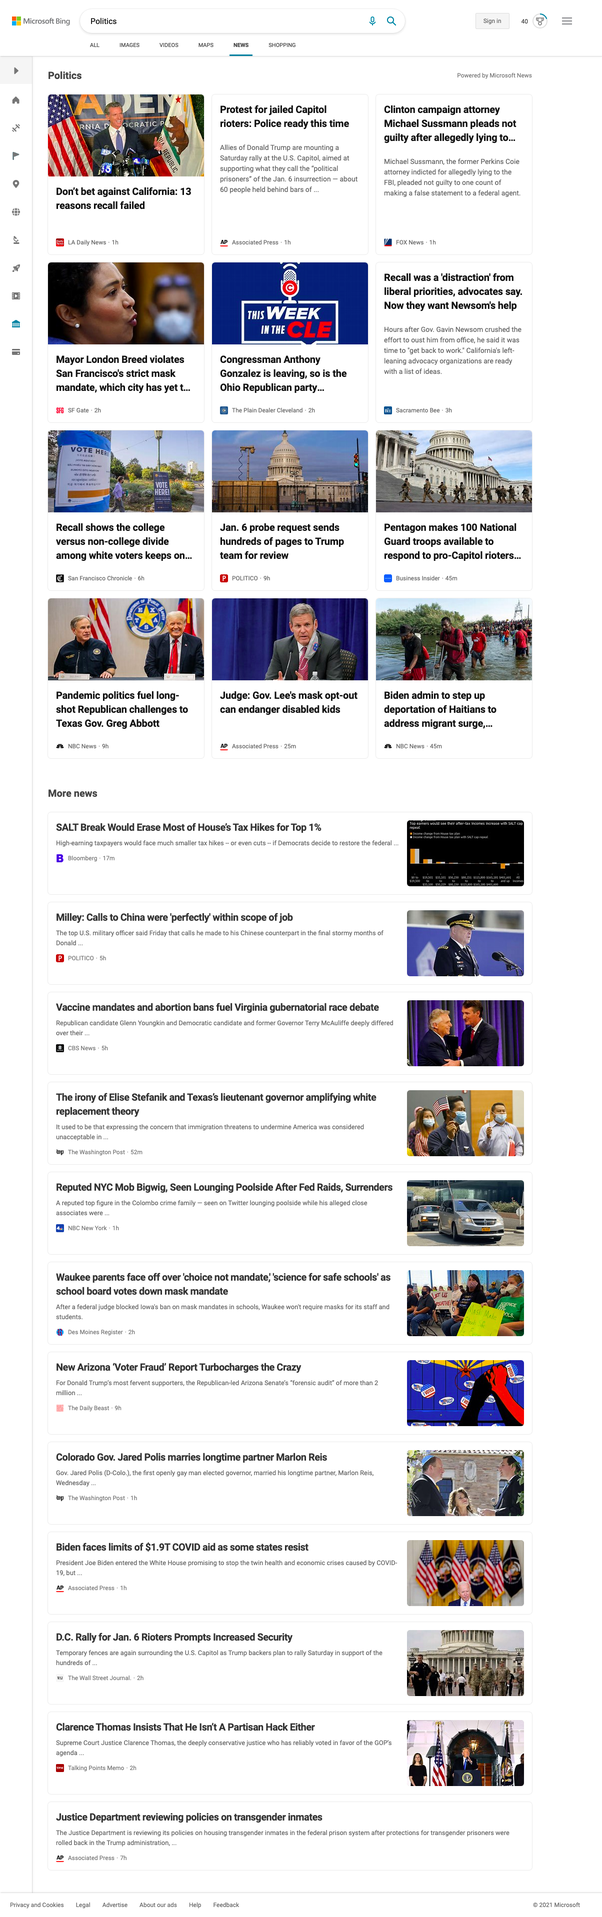 Microsoft Bing
Politics
Sign in
40
ALL IMAGES VIDEOS MAPS NEWS SHOPPING
Politics
Powered by Microsoft News
Don't bet against California: 13
reasons recall failed
LA Daily News · 1h
Protest for jailed Capitol
rioters: Police ready this time
Allies of Donald Trump are mounting a
Saturday rally at the U.S. Capitol, aimed at
supporting what they call the "political
prisoners" of the Jan. 6 insurrection — about
60 people held behind bars of ...
AP Associated Press · 1h
Clinton campaign attorney
Michael Sussmann pleads not
guilty after allegedly lying to...
Michael Sussmann, the former Perkins Coie
attorney indicted for allegedly lying to the
FBI, pleaded not guilty to one count of
making a false statement to a federal agent.
FOX News · 1h
Mayor London Breed violates
San Francisco's strict mask
mandate, which city has yet t...
SF Gate · 2h
THIS WEEK
IN THE CLE
Congressman Anthony
Gonzalez is leaving, so is the
Ohio Republican party...
The Plain Dealer Cleveland · 2h
Recall was a 'distraction' from
liberal priorities, advocates say.
Now they want Newsom's help
Hours after Gov. Gavin Newsom crushed the
effort to oust him from office, he said it was
time to "get back to work." California's left-
leaning advocacy organizations are ready
with a list of ideas.
Sacramento Bee · 3h
VOTE HERE
VOTE
HERE!
Recall shows the college
versus non-college divide
among white voters keeps on...
San Francisco Chronicle · 6h
Jan. 6 probe request sends
hundreds of pages to Trump
team for review
POLITICO · 9h
Pentagon makes 100 National
Guard troops available to
respond to pro-Capitol rioters...
Business Insider · 45m
Pandemic politics fuel long-
shot Republican challenges to
Texas Gov. Greg Abbott
NBC News · 9h
Judge: Gov. Lee's mask opt-out
can endanger disabled kids
AP Associated Press · 25m
Biden admin to step up
deportation of Haitians to
address migrant surge,...
NBC News · 45m
More news
SALT Break Would Erase Most of House's Tax Hikes for Top 1%
High-earning taxpayers would face much smaller tax hikes – or even cuts – if Democrats decide to restore the federal ...
B Bloomberg · 17m
Milley: Calls to China were 'perfectly' within scope of job
The top U.S. military officer said Friday that calls he made to his Chinese counterpart in the final stormy months of
Donald ...
POLITICO · 5h
Vaccine mandates and abortion bans fuel Virginia gubernatorial race debate
Republican candidate Glenn Youngkin and Democratic candidate and former Governor Terry McAuliffe deeply differed
over their ...
CBS News · 5h
The irony of Elise Stefanik and Texas's lieutenant governor amplifying white
replacement theory
It used to be that expressing the concern that immigration threatens to undermine America was considered
unacceptable in ...
wp The Washington Post · 52m
Reputed NYC Mob Bigwig, Seen Lounging Poolside After Fed Raids, Surrenders
A reputed top figure in the Colombo crime family — seen on Twitter lounging poolside while his alleged close
associates were ...
NBC New York · 1h
Waukee parents face off over 'choice not mandate,' 'science for safe schools' as
school board votes down mask mandate
After a federal judge blocked Iowa's ban on mask mandates in schools, Waukee won't require masks for its staff and
students.
Des Moines Register · 2h
New Arizona 'Voter Fraud' Report Turbocharges the Crazy
For Donald Trump's most fervent supporters, the Republican-led Arizona Senate's "forensic audit" of more than 2
million ...
The Daily Beast · 9h
Colorado Gov. Jared Polis marries longtime partner Marlon Reis
Gov. Jared Polis (D-Colo.), the first openly gay man elected governor, married his longtime partner, Marlon Reis,
Wednesday ...
wp The Washington Post · 1h
Biden faces limits of $1.9T COVID aid as some states resist
President Joe Biden entered the White House promising to stop the twin health and economic crises caused by COVID-
19, but ...
AP Associated Press · 1h
D.C. Rally for Jan. 6 Rioters Prompts Increased Security
Temporary fences are again surrounding the U.S. Capitol as Trump backers plan to rally Saturday in support of the
hundreds of ...
WSJ The Wall Street Journal · 2h
Clarence Thomas Insists That He Isn't A Partisan Hack Either
Supreme Court Justice Clarence Thomas, the deeply conservative justice who has reliably voted in favor of the GOP's
agenda ...
Talking Points Memo · 2h
Justice Department reviewing policies on transgender inmates
The Justice Department is reviewing its policies on housing transgender inmates in the federal prison system after protections for transgender prisoners were
rolled back in the Trump administration, ...
AP Associated Press · 7h
Privacy and Cookies Legal Advertise About our ads Help Feedback
© 2021 Microsoft